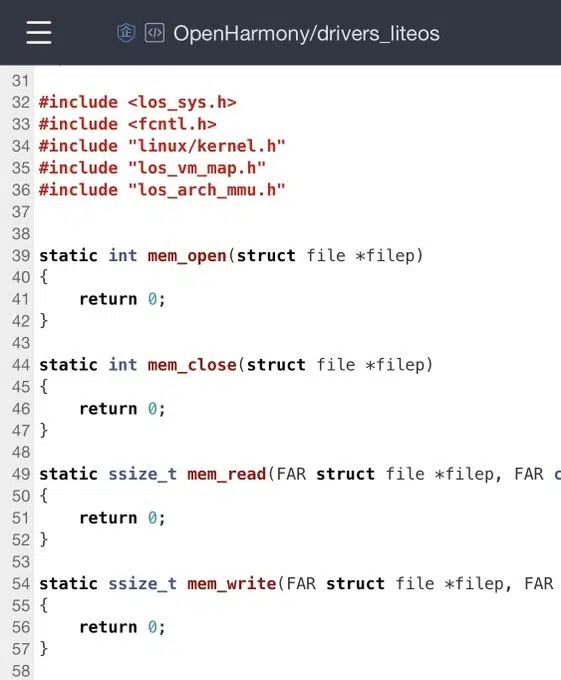 OpenHarmony/drivers_liteos
31
32 #include <los_sys.h>
33 #include <fcntl.h>
34 #include "linux/kernel.h"
35 #include "los_vm_map.h"
36 #include "los_arch_mmu.h"
37
38
39 static int mem_open(struct file *filep)
40 {
41     return 0;
42 }
43
44 static int mem_close(struct file *filep)
45 {
46     return 0;
47 }
48
49 static ssize_t mem_read(FAR struct file *filep, FAR c
50 {
51     return 0;
52 }
53
54 static ssize_t mem_write(FAR struct file *filep, FAR
55 {
56     return 0;
57 }
58